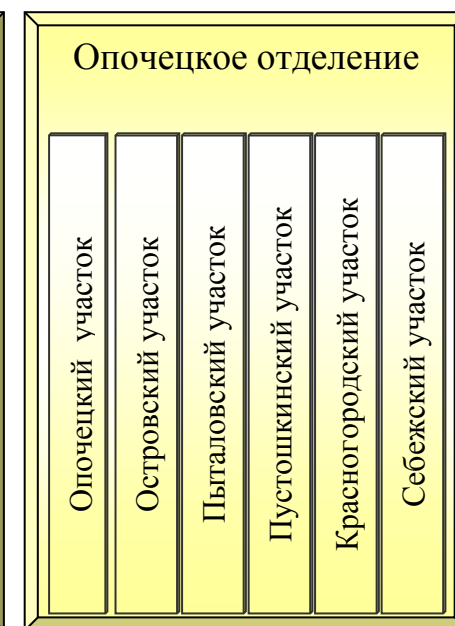 Опочецкое отделение
Опочецкий участок
Островский участок
Пыталовский участок
Пустошкинский участок
Красногородский участок
Себежский участок